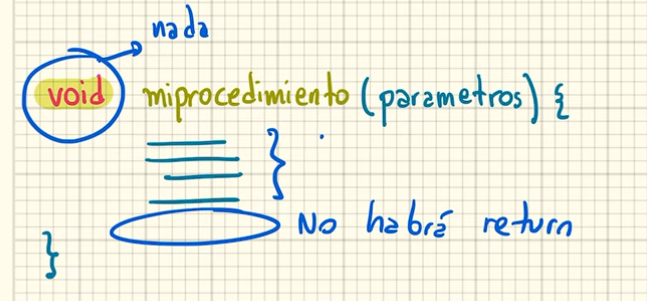 nada
void miprocedimiento (parametros) {
}
No habrá return
}